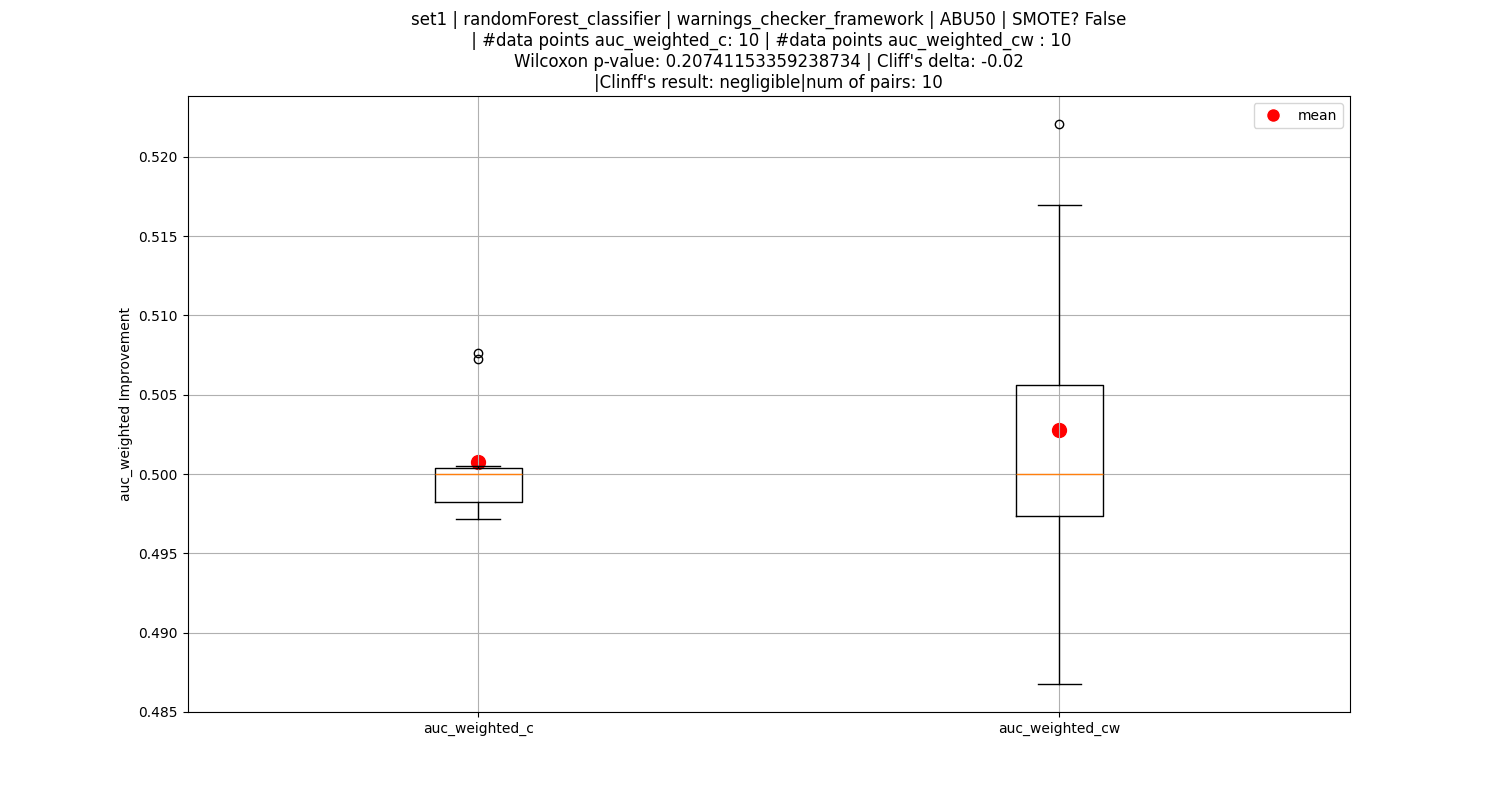 set1 | randomForest_classifier | warnings_checker_framework | ABU50 | SMOTE? False
| #data points auc_weighted_c: 10 | #data points auc_weighted_cw : 10
Wilcoxon p-value: 0.20741153359238734 | Cliff's delta: -0.02
|Clinff's result: negligible|num of pairs: 10
mean
0.520
0.515
0.510
0.505
0.500
0.495
0.490
0.485
auc_weighted Improvement
auc_weighted_c
auc_weighted_cw